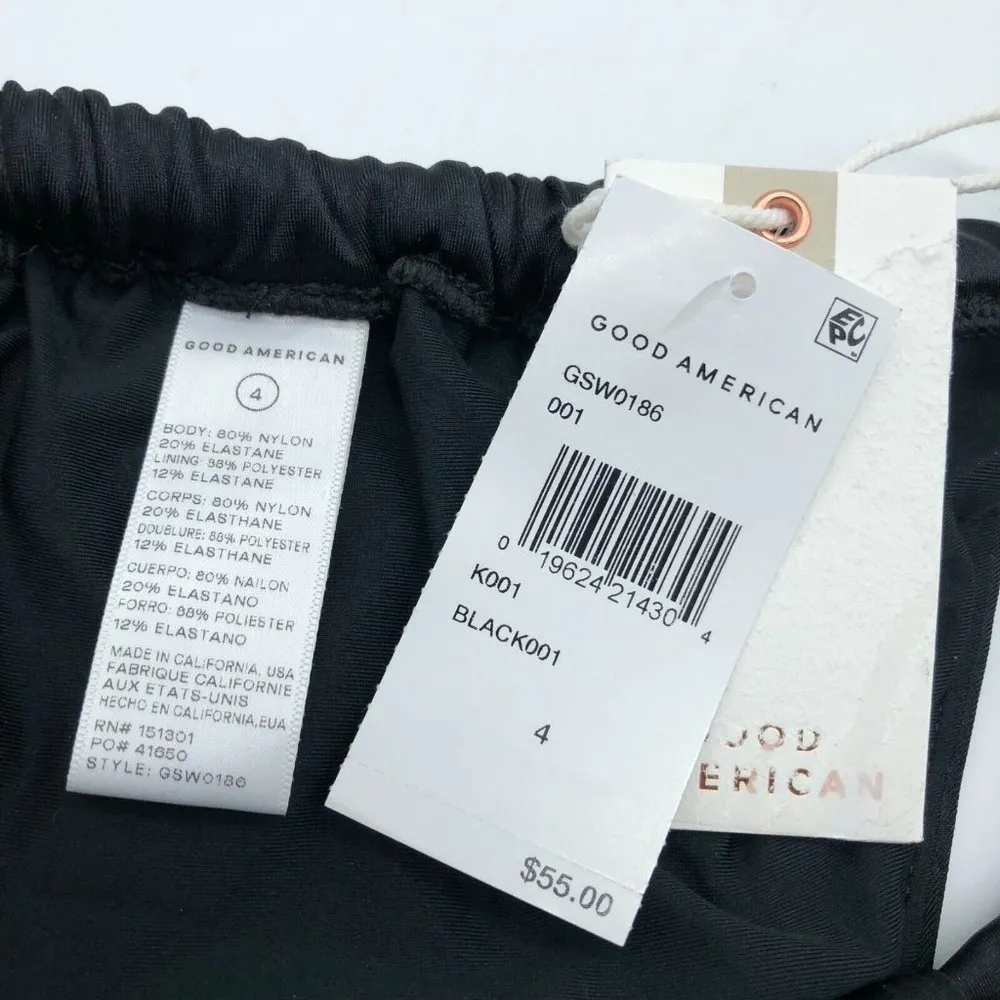 GOOD AMERICAN
4
BODY: 80% NYLON
20% ELASTANE
LINING: 88% POLYESTER
12% ELASTANE
CORPS: 80% NYLON
20% ELASTHANE
DOUBLURE: 88% POLYESTER
12% ELASTHANE
CUERPO: 80% NAILON
20% ELASTANO
FORRO: 88% POLIESTER
12% ELASTANO
MADE IN CALIFORNIA, USA
FABRIQUE CALIFORNIE
AUX ETATS-UNIS
HECHO EN CALIFORNIA, EUA
RN# 151301
PO# 41650
STYLE: GSW0186
EPC
GOOD AMERICAN
GSW0186
001
0 19624 21430 4
K001
BLACK001
4
$55.00
OOD
ERICAN